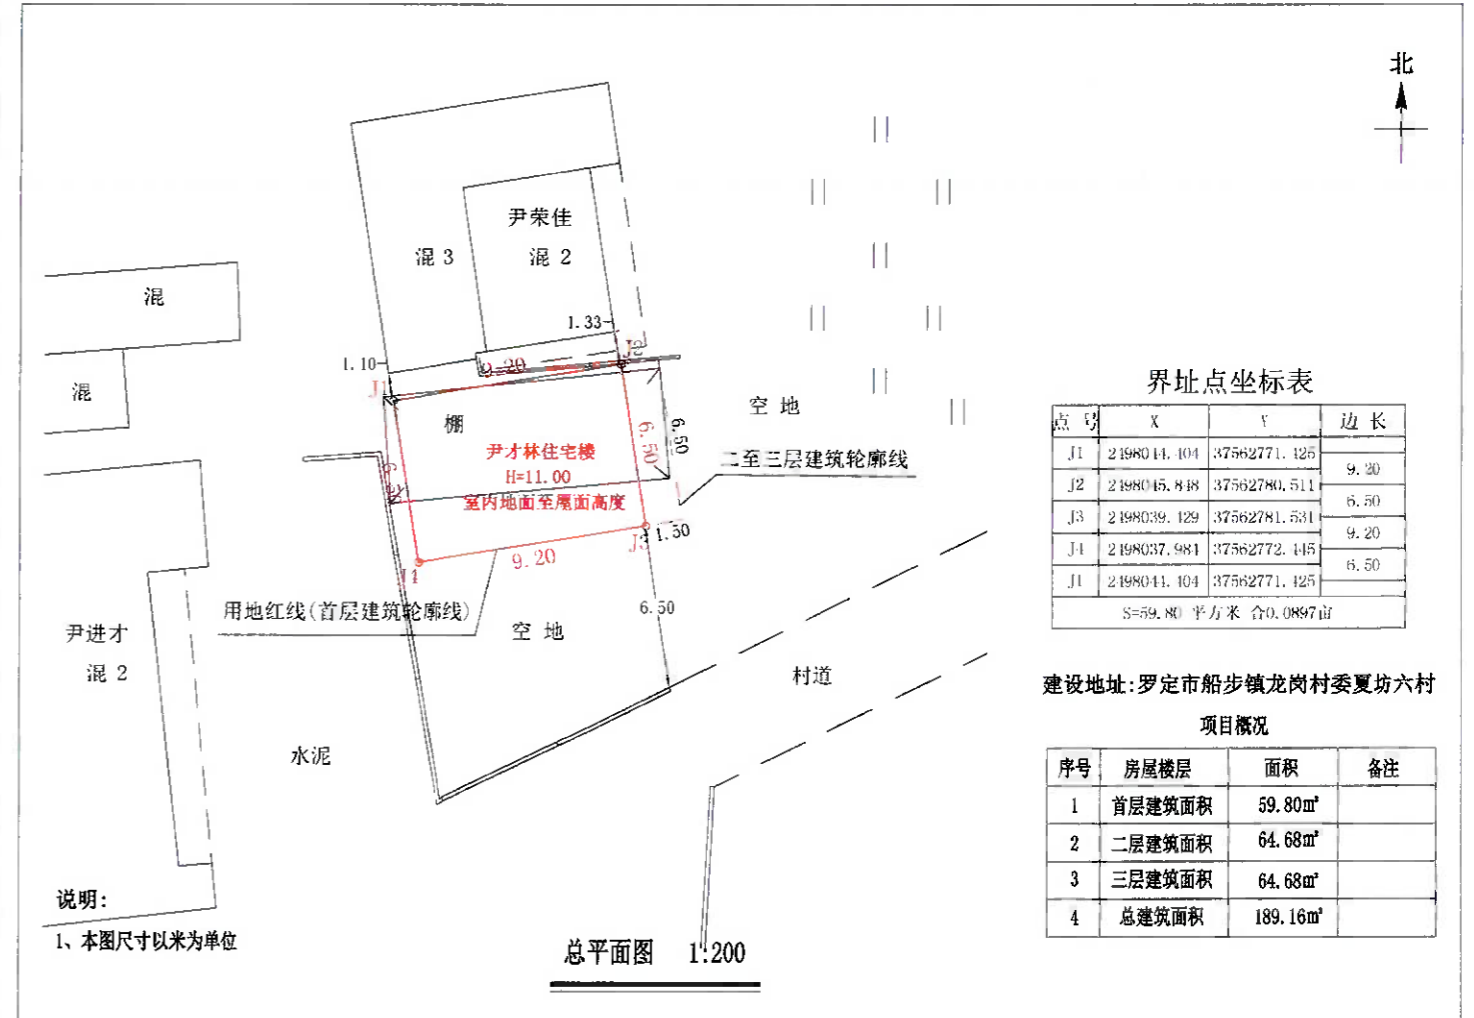 北
尹荣佳
混 3
混 2
混
1.33
1.10
9.20
J2
J1
混
棚
空 地
6.50
6.50
尹才林住宅楼
H=11.00
室内地面至屋面高度
二至三层建筑轮廓线
J3
1.50
9.20
J4
用地红线(首层建筑轮廓线)
6.50
空 地
尹进才
混 2
村道
水泥
说明:
1、本图尺寸以米为单位
总平面图 1:200
界址点坐标表
点 号 X Y 边 长
J1 2498044.404 37562771.425
9.20
J2 2498045.848 37562780.511
6.50
J3 2498039.429 37562781.531
9.20
J4 2498037.984 37562772.445
6.50
J1 2498044.404 37562771.425
S=59.80 平方米 合0.0897亩
建设地址:罗定市船步镇龙岗村委夏坊六村
项目概况
序号 房屋楼层 面积 备注
1 首层建筑面积 59.80㎡
2 二层建筑面积 64.68㎡
3 三层建筑面积 64.68㎡
4 总建筑面积 189.16㎡